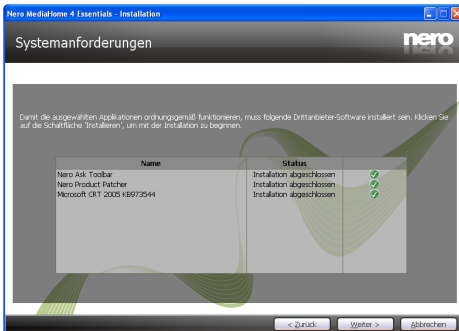 Nero MediaHome 4 Essentials - Installation
Systemanforderungen
nero
Damit die ausgewählten Applikationen ordnungsgemäß funktionieren, muss folgende Drittanbieter-Software installiert sein. Klicken Sie
auf die Schaltfläche 'Installieren', um mit der Installation zu beginnen.
Name Status
Nero Ask Toolbar Installation abgeschlossen
Nero Product Patcher Installation abgeschlossen
Microsoft CRT 2005 KB973544 Installation abgeschlossen
< Zurück Weiter > Abbrechen